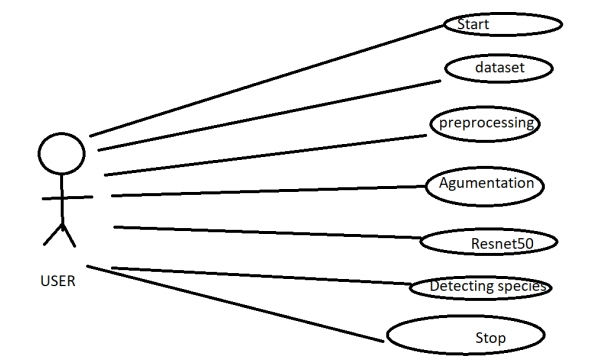 Start
dataset
preprocessing
Agumentation
Resnet50
Detecting species
Stop
USER